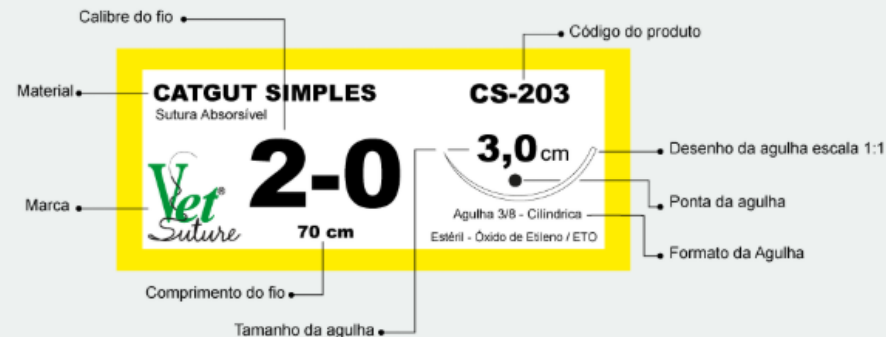 Calibre do fio
Código do produto
Material
CATGUT SIMPLES
CS-203
Sutura Absorsível
2-0
3,0 cm
Desenho da agulha escala 1:1
Marca
Vet®
Suture
Ponta da agulha
Agulha 3/8 - Cilíndrica
70 cm
Estéril - Óxido de Etileno / ETO
Formato da Agulha
Comprimento do fio
Tamanho da agulha